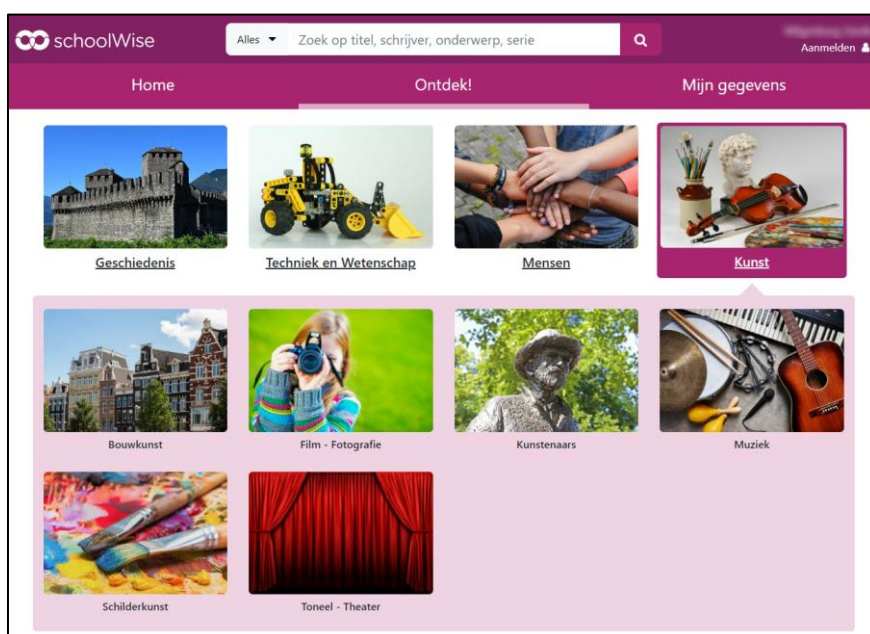 schoolWise
Alles Zoek op titel, schrijver, onderwerp, serie
Aanmelden
Home Ontdek! Mijn gegevens
Geschiedenis Techniek en Wetenschap Mensen Kunst
Bouwkunst Film - Fotografie Kunstenaars Muziek
Schilderkunst Toneel - Theater